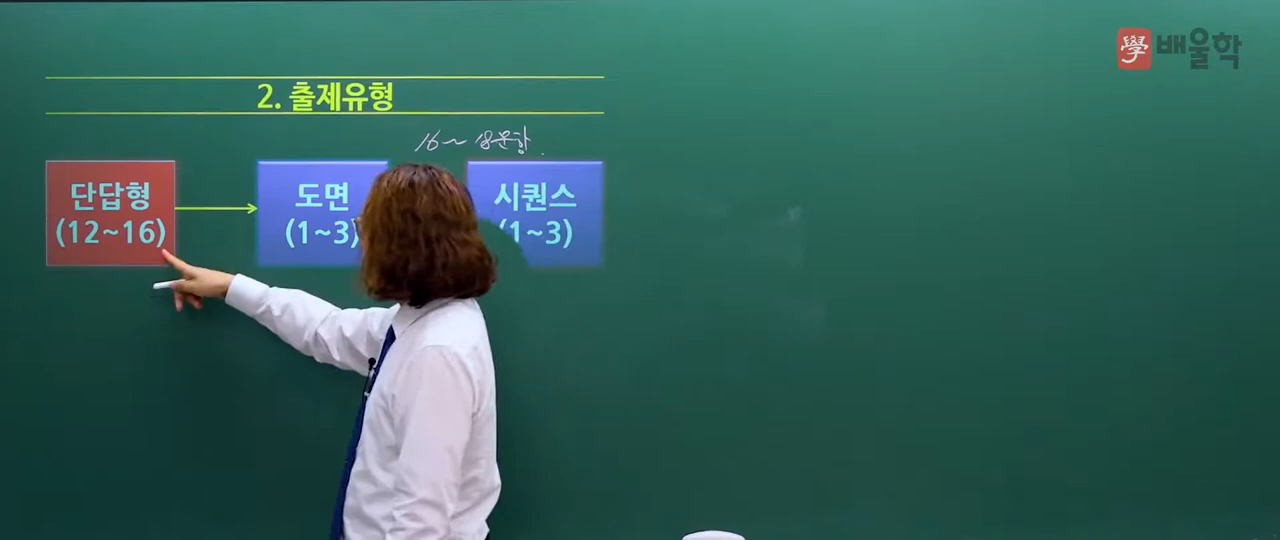 學 배울학
2. 출제유형
16~18문항
단답형
(12~16)
도면
(1~3)
시퀀스
(1~3)